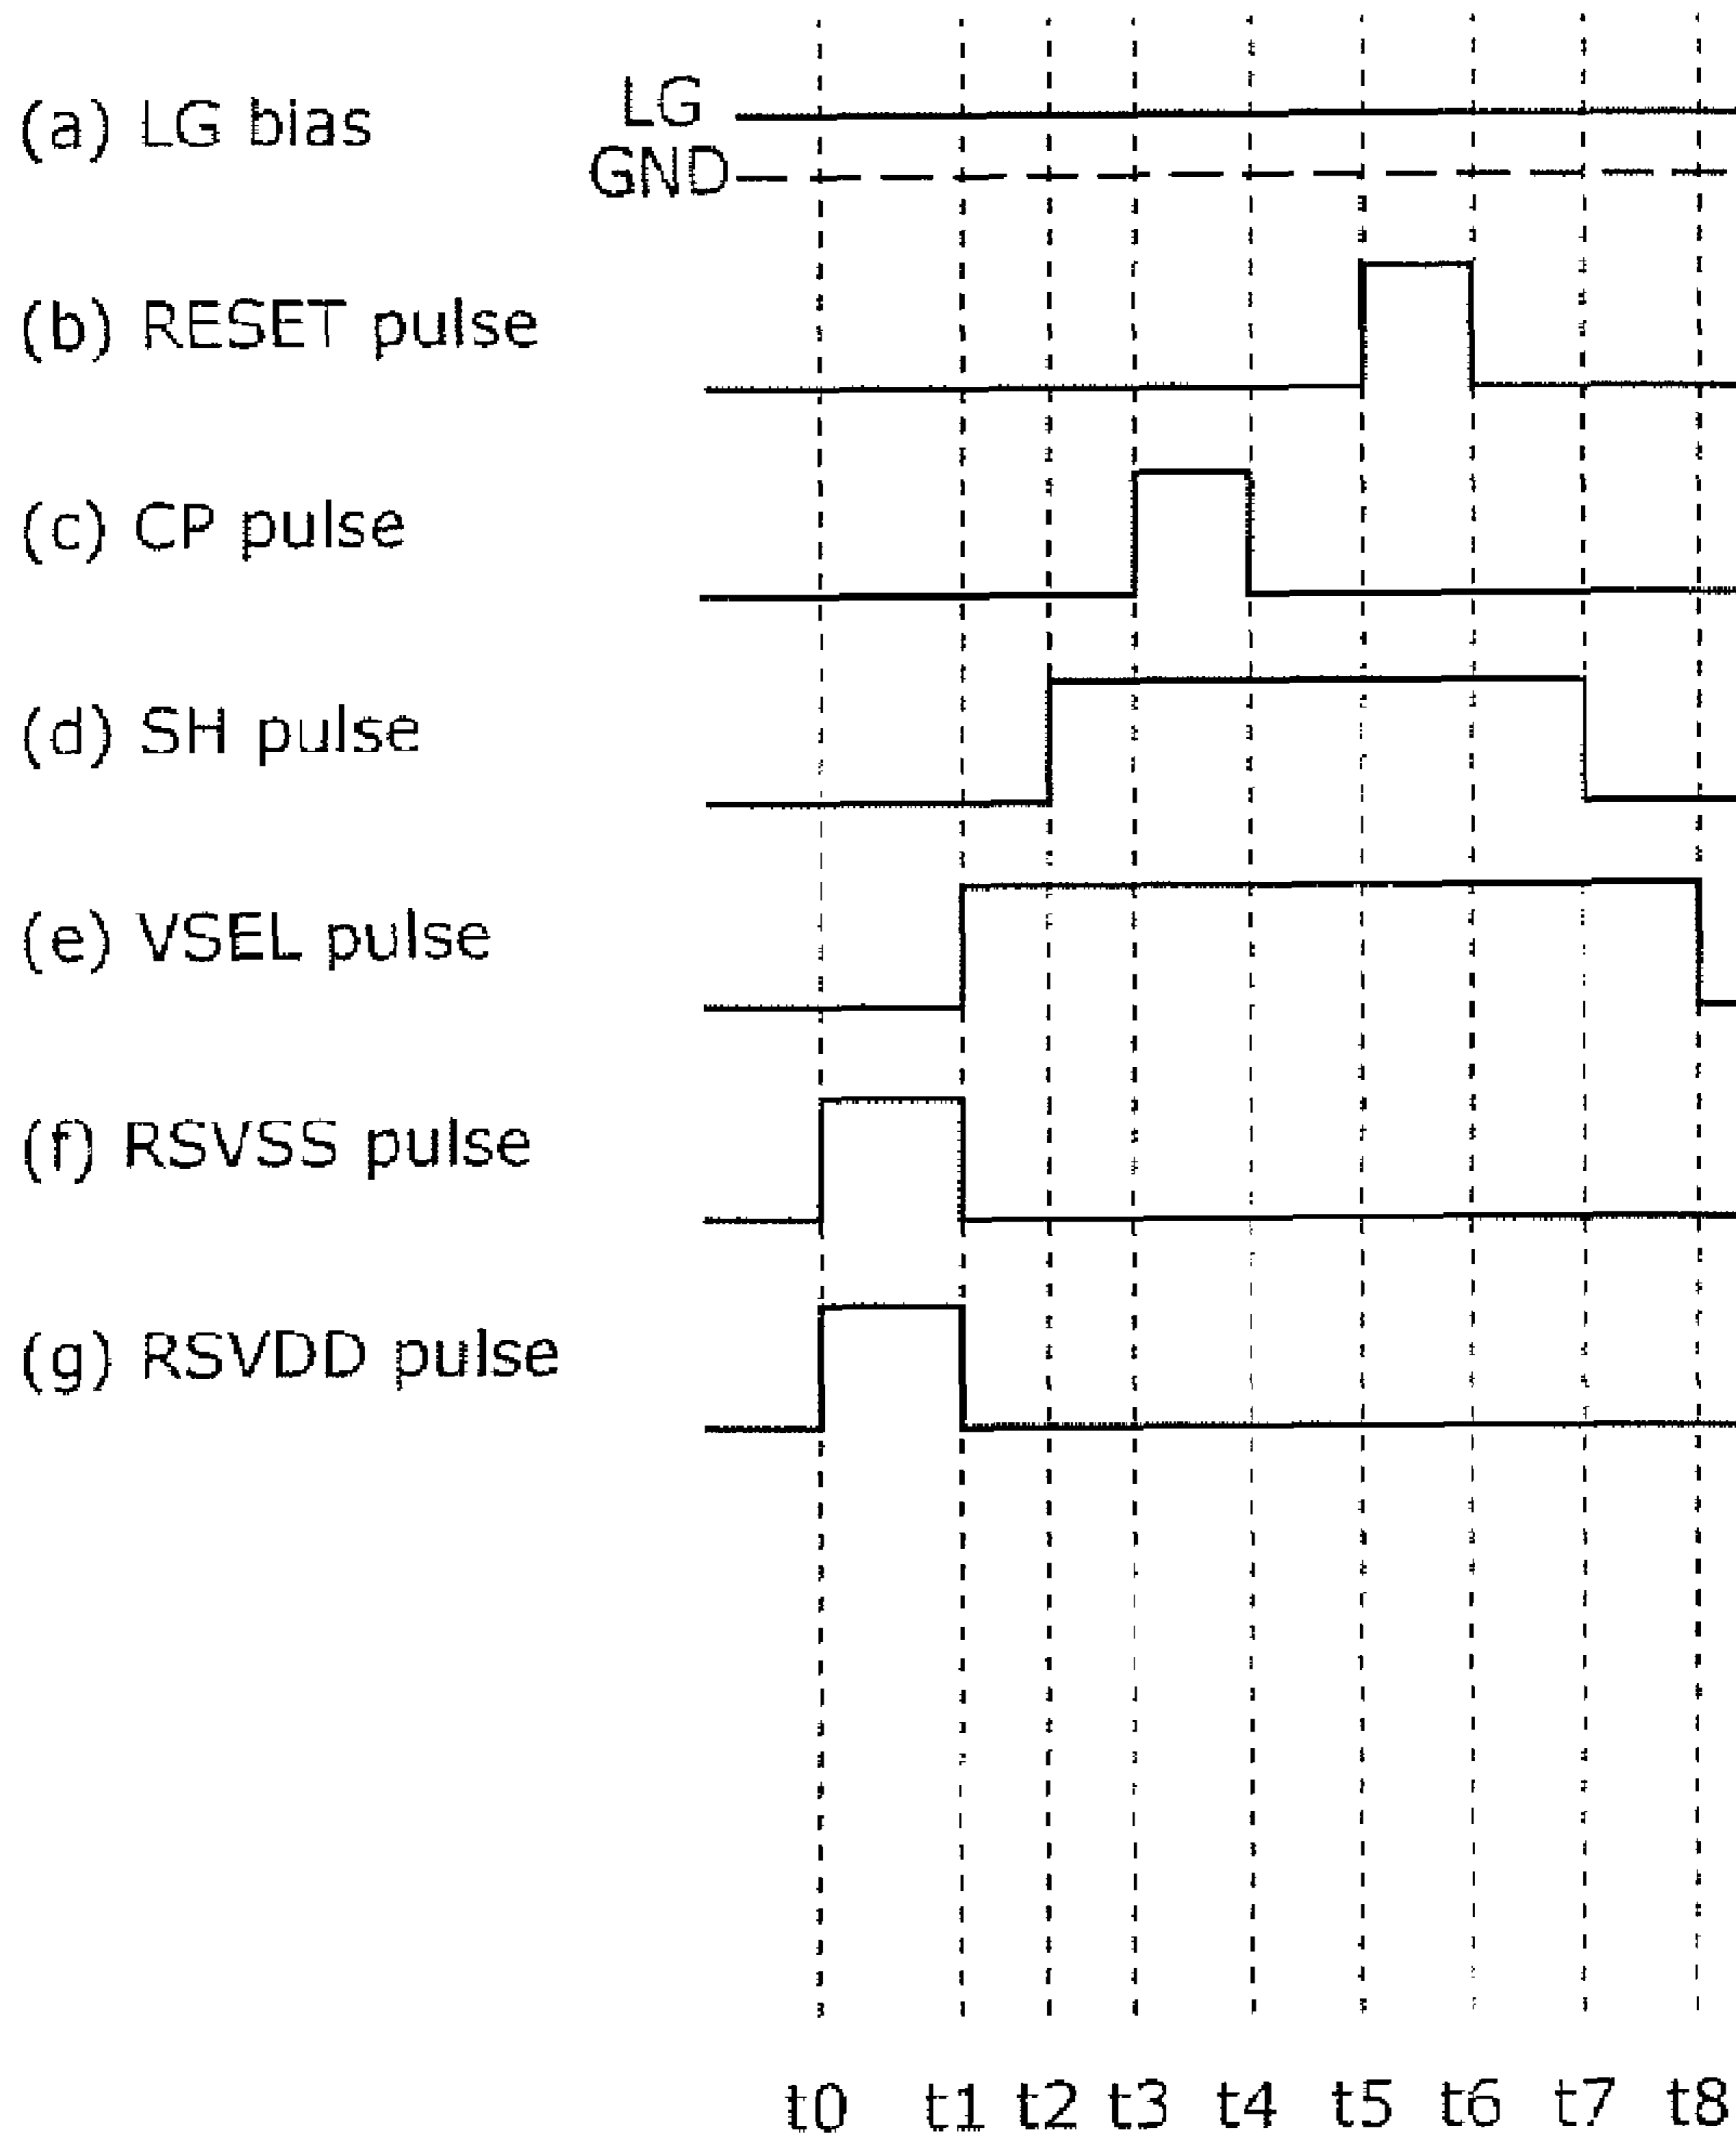 (a) LG bias
LG
GND
(b) RESET pulse
(c) CP pulse
(d) SH pulse
(e) VSEL pulse
(f) RSVSS pulse
(g) RSVDD pulse
t0 t1 t2 t3 t4 t5 t6 t7 t8